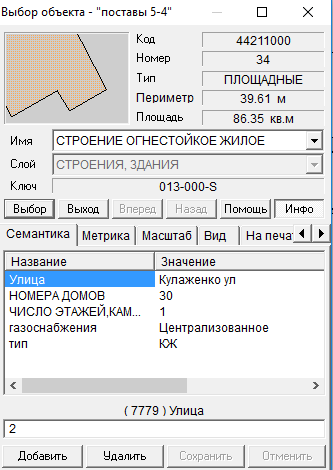 Выбор объекта - "поставы 5-4"
Код 44211000
Номер 34
Тип ПЛОЩАДНЫЕ
Периметр 39.61 м
Площадь 86.35 кв.м
Имя СТРОЕНИЕ ОГНЕСТОЙКОЕ ЖИЛОЕ
Слой СТРОЕНИЯ, ЗДАНИЯ
Ключ 013-000-S
Выбор Выход Вперед Назад Помощь Инфо
Семантика Метрика Масштаб Вид На печат
Название Значение
Улица Кулаженко ул
НОМЕРА ДОМОВ 30
ЧИСЛО ЭТАЖЕЙ,КАМ... 1
газоснабжения Централизованное
тип КЖ
( 7779 ) Улица
2
Добавить Удалить Сохранить Отменить